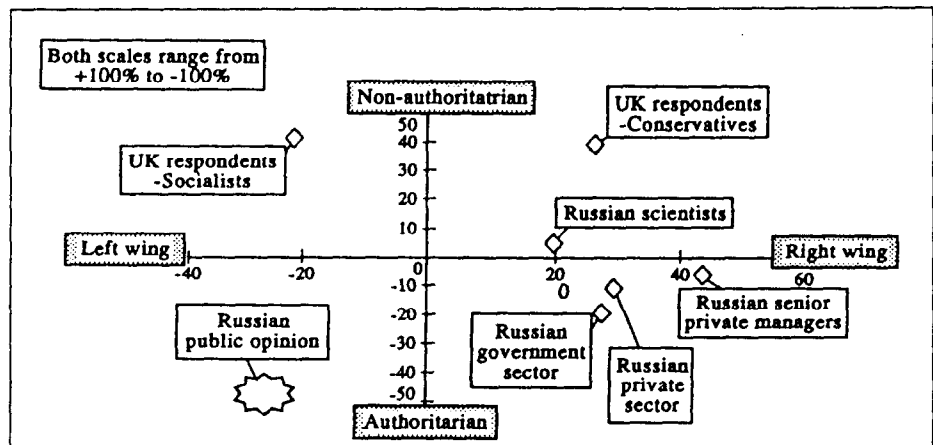 Both scales range from
+100% to -100%
Non-authoritatrian
UK respondents
-Conservatives
UK respondents
-Socialists
50
40
30
20
10
0
-10
-20
-30
-40
-50
Russian scientists
Left wing
Right wing
-40
-20
20
0
40
60
Russian
public opinion
Russian
government
sector
Russian
private
sector
Russian senior
private managers
Authoritarian